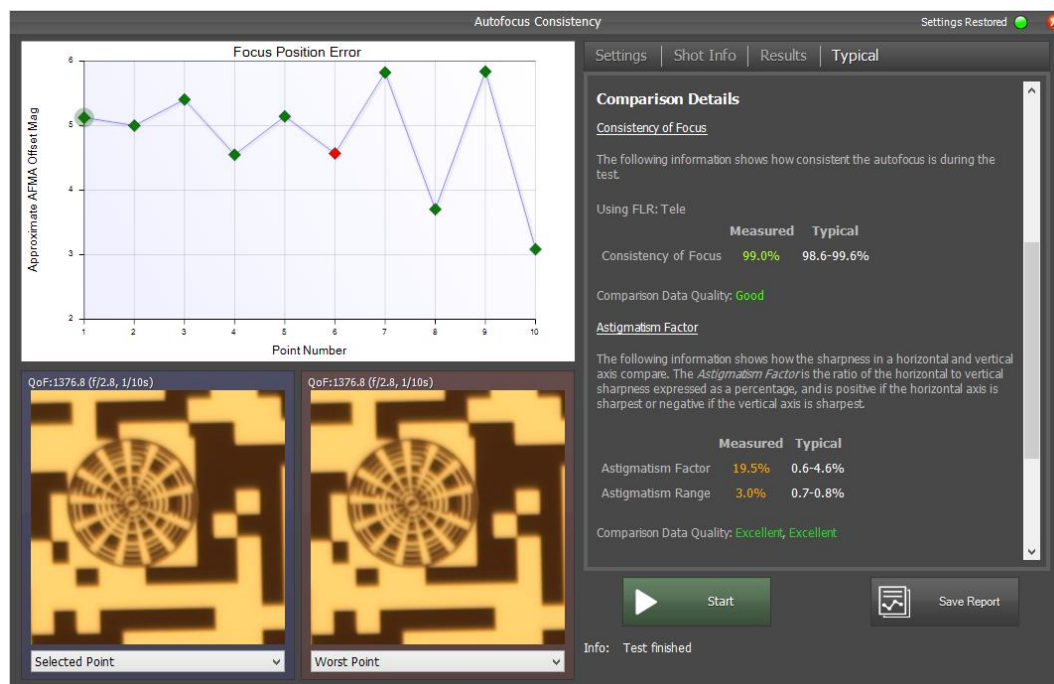 Autofocus Consistency
Settings Restored
Focus Position Error
Approximate AFMA Offset Mag
6
5
4
3
2
1 2 3 4 5 6 7 8 9 10
Point Number
QoF:1376.8 (f/2.8, 1/10s)
Selected Point
QoF:1376.8 (f/2.8, 1/10s)
Worst Point
Settings | Shot Info | Results | Typical
Comparison Details
Consistency of Focus
The following information shows how consistent the autofocus is during the
test.
Using FLR: Tele
Measured Typical
Consistency of Focus 99.0% 98.6-99.6%
Comparison Data Quality: Good
Astigmatism Factor
The following information shows how the sharpness in a horizontal and vertical
axis compare. The Astigmatism Factor is the ratio of the horizontal to vertical
sharpness expressed as a percentage, and is positive if the horizontal axis is
sharpest or negative if the vertical axis is sharpest.
Measured Typical
Astigmatism Factor 19.5% 0.6-4.6%
Astigmatism Range 3.0% 0.7-0.8%
Comparison Data Quality: Excellent, Excellent
Start
Save Report
Info: Test finished